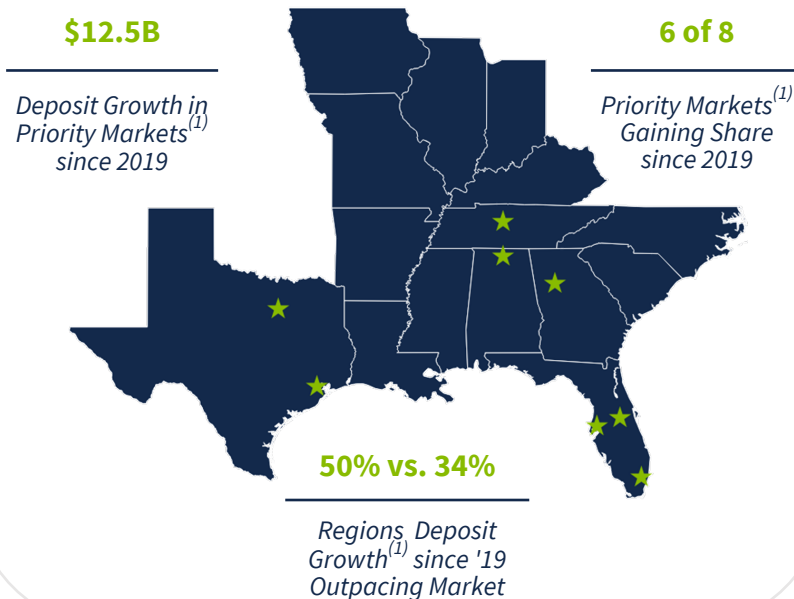 $12.5B
Deposit Growth in
Priority Markets(1)
since 2019
6 of 8
Priority Markets(1)
Gaining Share
since 2019
50% vs. 34%
Regions Deposit
Growth(1) since '19
Outpacing Market